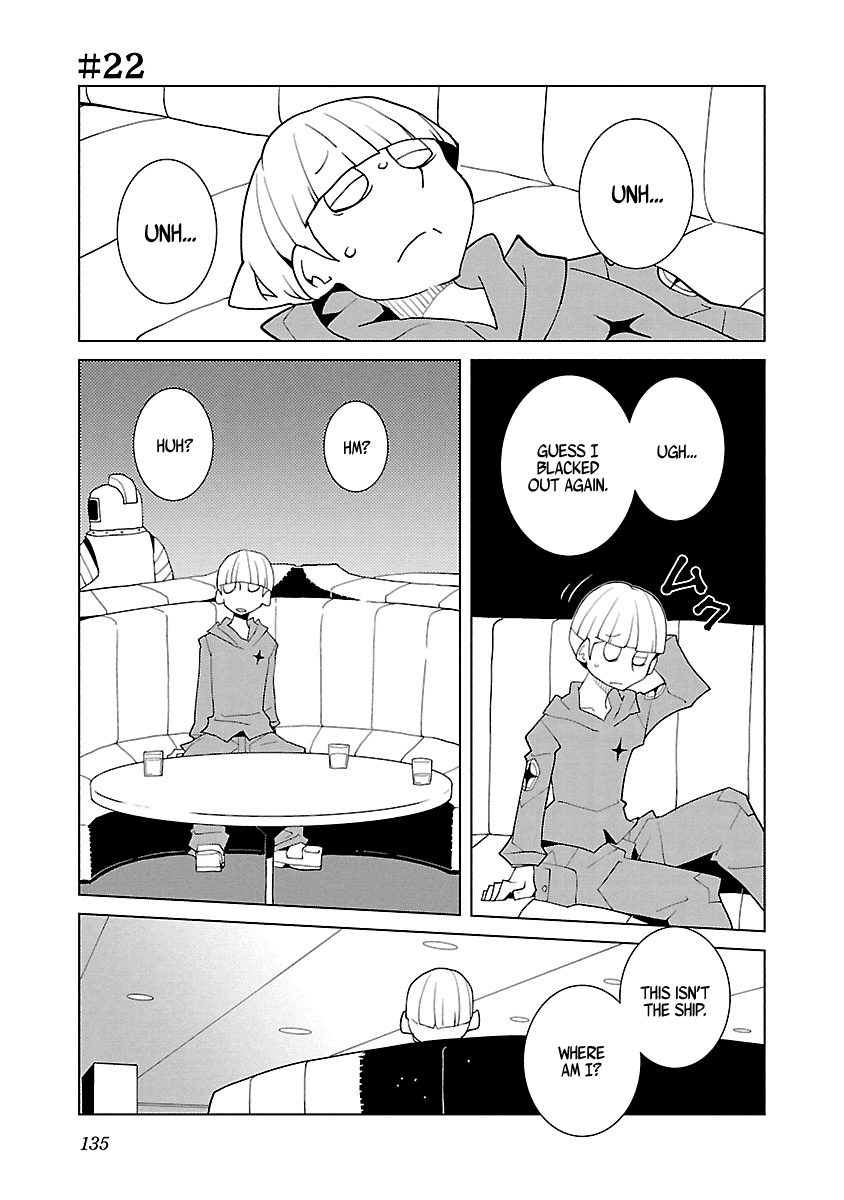 #22
UNH...
UNH...
UGH...
GUESS I
BLACKED
OUT AGAIN.
ムク
HM?
HUH?
THIS ISN'T
THE SHIP.
WHERE
AM I?
135